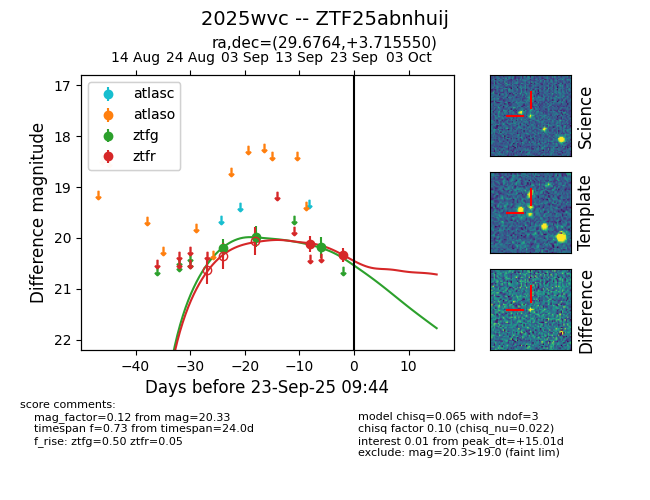 2025wvc -- ZTF25abnhuij
ra,dec=(29.6764,+3.715550)
14 Aug 24 Aug 03 Sep 13 Sep 23 Sep 03 Oct
17
18
19
20
21
22
Difference magnitude
atlasc
atlaso
ztfg
ztfr
−40 −30 −20 −10 0 10
Days before 23-Sep-25 09:44
Science
Template
Difference
score comments:
mag_factor=0.12 from mag=20.33
timespan f=0.73 from timespan=24.0d
f_rise: ztfg=0.50 ztfr=0.05
model chisq=0.065 with ndof=3
chisq factor 0.10 (chisq_nu=0.022)
interest 0.01 from peak_dt=+15.01d
exclude: mag=20.3>19.0 (faint lim)